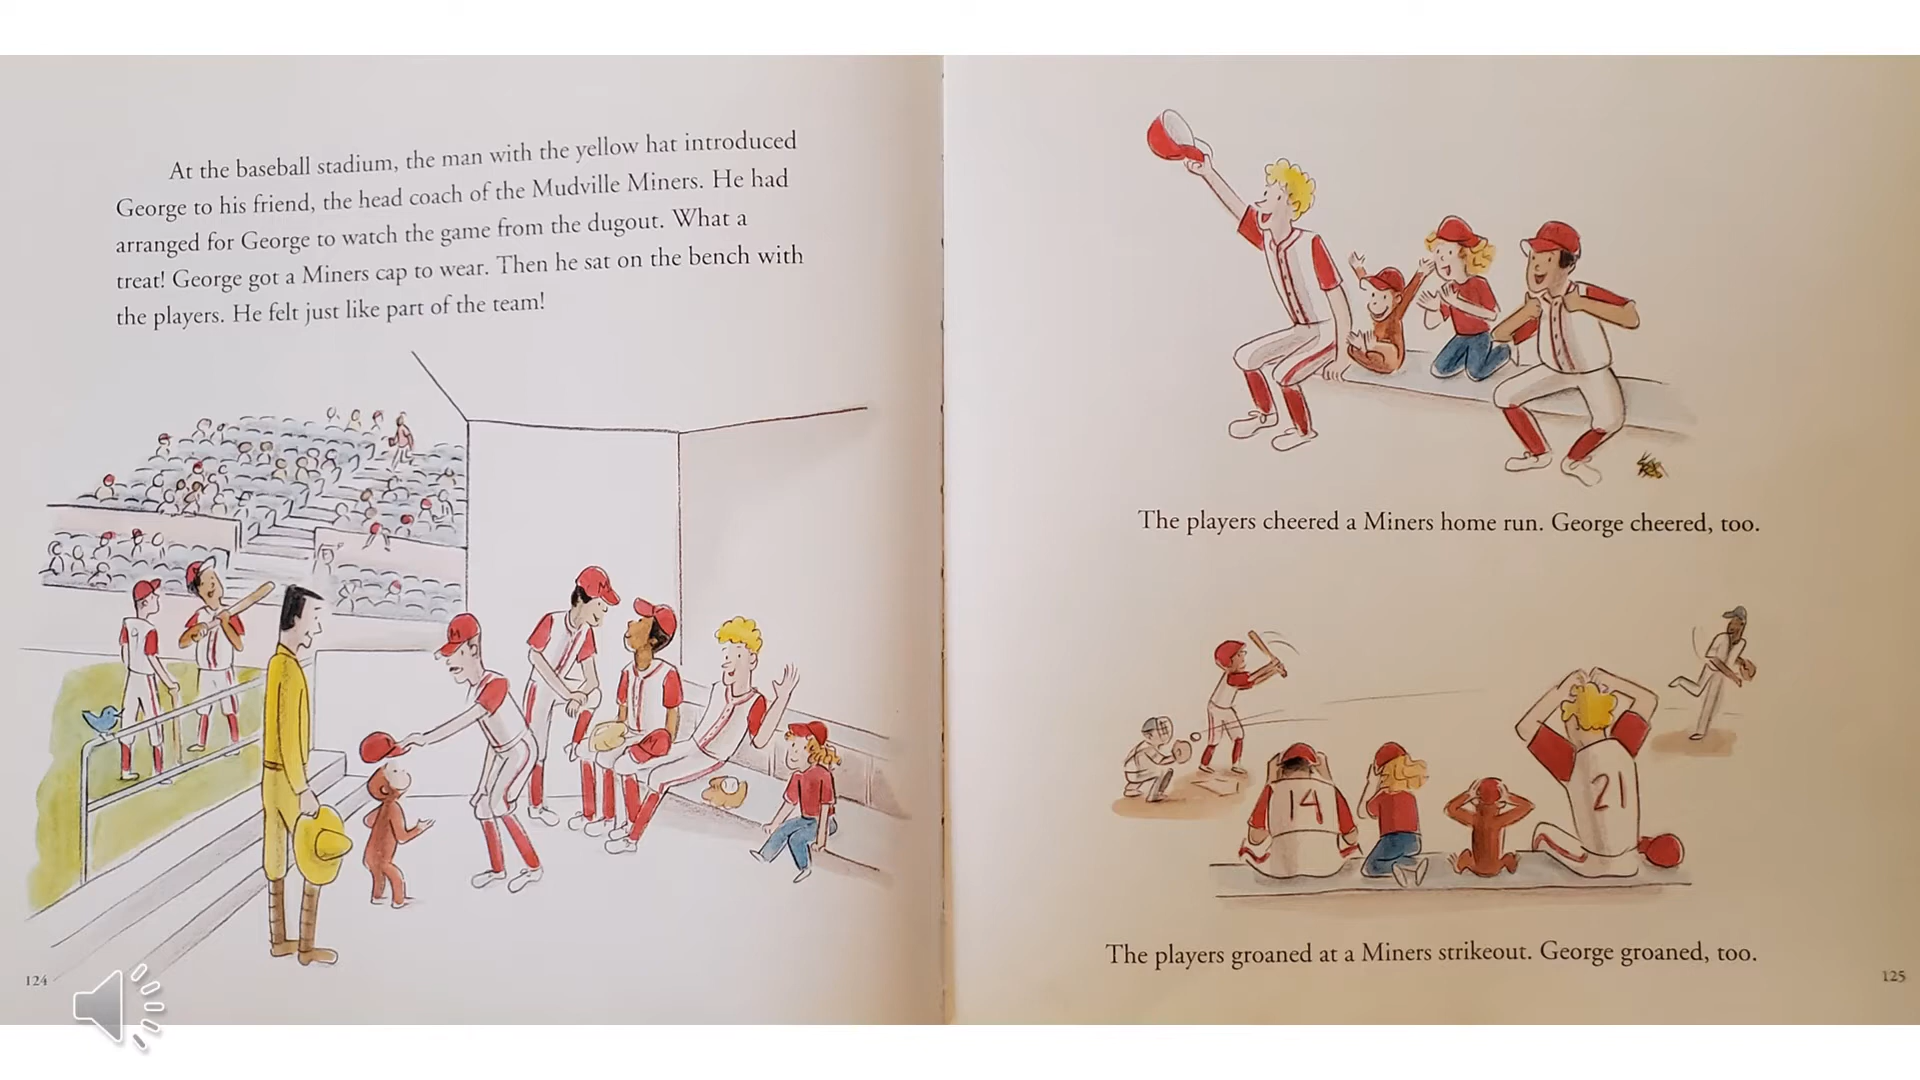 At the baseball stadium, the man with the yellow hat introduced
George to his friend, the head coach of the Mudville Miners. He had
arranged for George to watch the game from the dugout. What a
treat! George got a Miners cap to wear. Then he sat on the bench with
the players. He felt just like part of the team!
9
M
M
M
124
The players cheered a Miners home run. George cheered, too.
14
21
The players groaned at a Miners strikeout. George groaned, too.
125